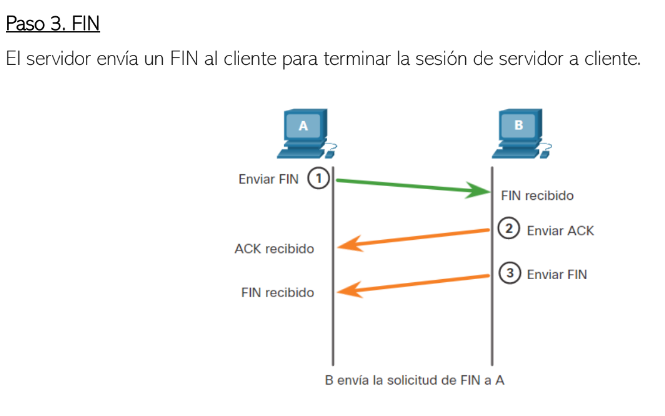 Paso 3. FIN
El servidor envía un FIN al cliente para terminar la sesión de servidor a cliente.
A
B
Enviar FIN 1
FIN recibido
2 Enviar ACK
ACK recibido
3 Enviar FIN
FIN recibido
B envía la solicitud de FIN a A